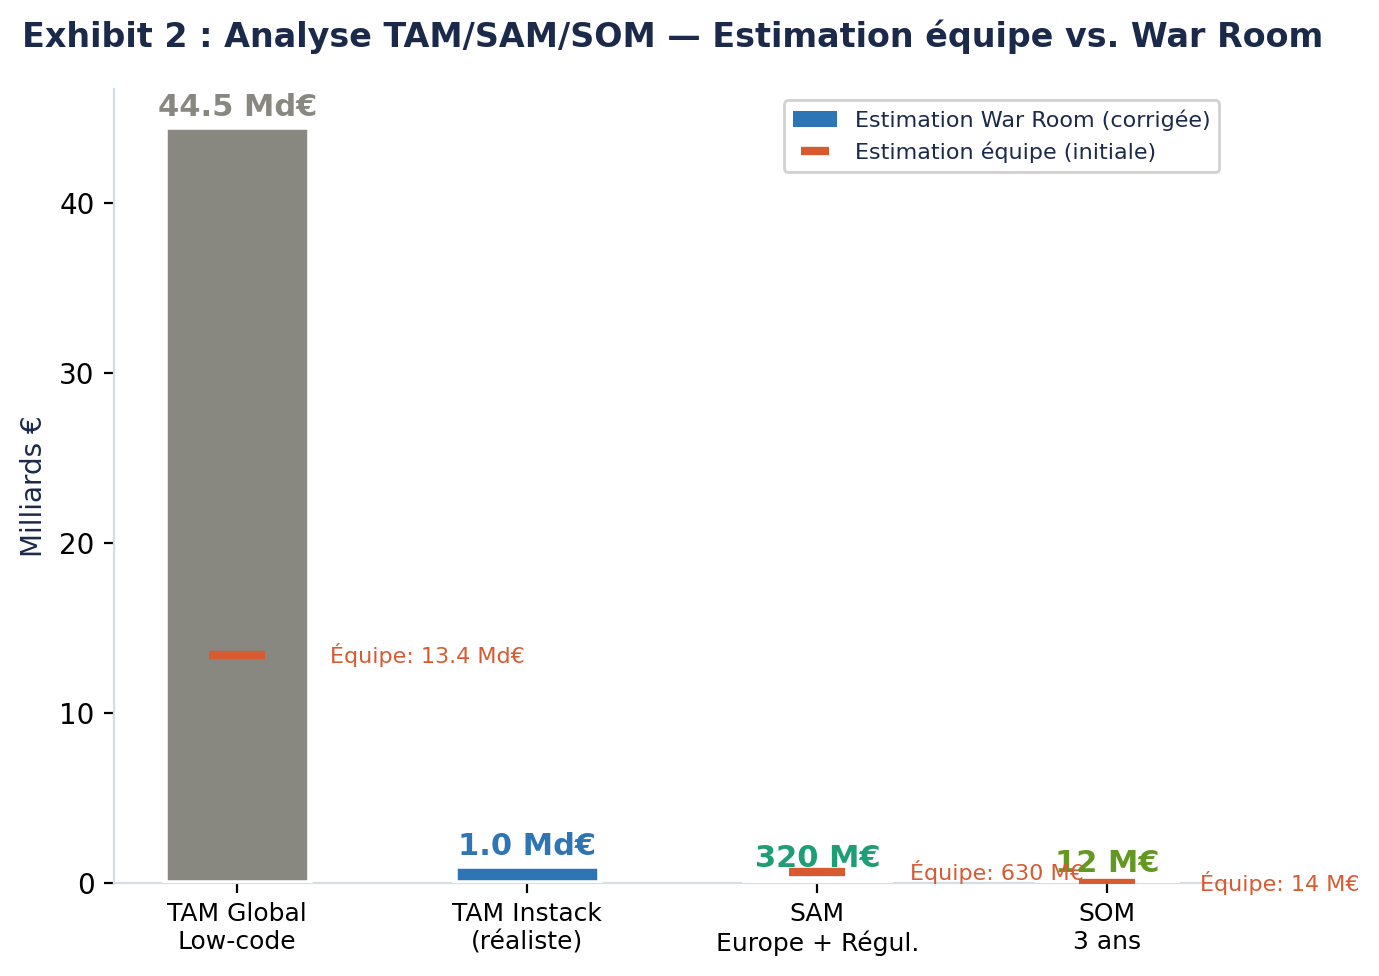 Exhibit 2 : Analyse TAM/SAM/SOM — Estimation équipe vs. War Room
44.5 Md€
Estimation War Room (corrigée)
Estimation équipe (initiale)
Milliards €
40
30
20
10
0
Équipe: 13.4 Md€
1.0 Md€
320 M€
Équipe: 630 M€
12 M€
Équipe: 14 M€
TAM Global
Low-code
TAM Instack
(réaliste)
SAM
Europe + Régul.
SOM
3 ans